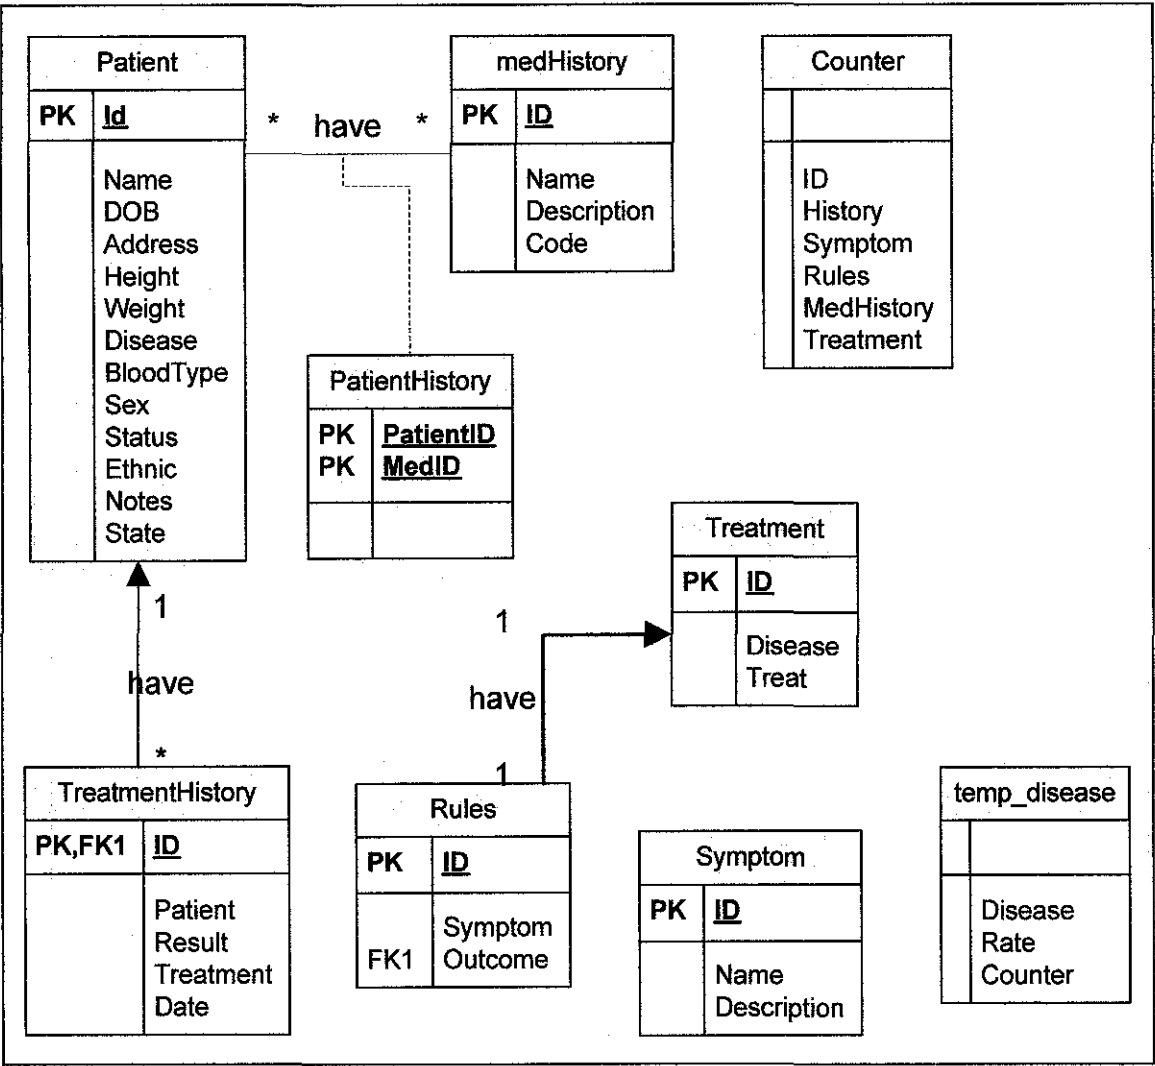 Patient
PK Id
Name
DOB
Address
Height
Weight
Disease
BloodType
Sex
Status
Ethnic
Notes
State
* have *
medHistory
PK ID
Name
Description
Code
Counter
ID
History
Symptom
Rules
MedHistory
Treatment
PatientHistory
PK PatientID
PK MedID
Treatment
PK ID
Disease
Treat
1
have
*
1
have
1
TreatmentHistory
PK,FK1 ID
Patient
Result
Treatment
Date
Rules
PK ID
Symptom
FK1 Outcome
Symptom
PK ID
Name
Description
temp_disease
Disease
Rate
Counter